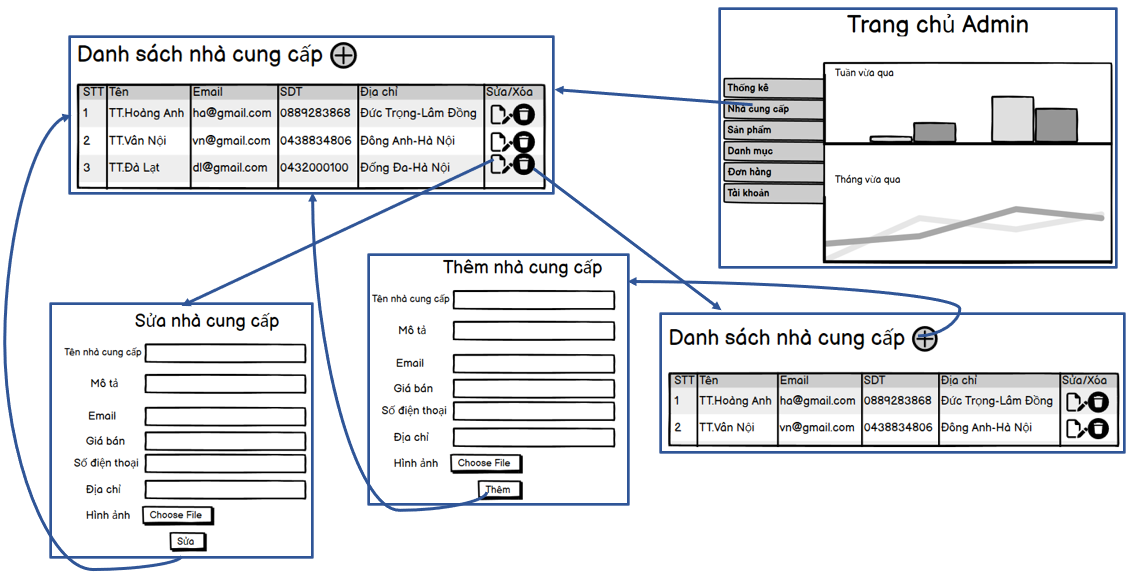 Danh sách nhà cung cấp
STT Tên Email SDT Địa chỉ Sửa/Xóa
1 TT.Hoàng Anh ha@gmail.com 0889283868 Đức Trọng-Lâm Đồng
2 TT.Vân Nội vn@gmail.com 0438834806 Đông Anh-Hà Nội
3 TT.Đà Lạt dl@gmail.com 0432000100 Đống Đa-Hà Nội
Trang chủ Admin
Thống kê
Nhà cung cấp
Sản phẩm
Danh mục
Đơn hàng
Tài khoản
Tuần vừa qua
Tháng vừa qua
Sửa nhà cung cấp
Tên nhà cung cấp
Mô tả
Email
Giá bán
Số điện thoại
Địa chỉ
Hình ảnh Choose File
Sửa
Thêm nhà cung cấp
Tên nhà cung cấp
Mô tả
Email
Giá bán
Số điện thoại
Địa chỉ
Hình ảnh Choose File
Thêm
Danh sách nhà cung cấp
STT Tên Email SDT Địa chỉ Sửa/Xóa
1 TT.Hoàng Anh ha@gmail.com 0889283868 Đức Trọng-Lâm Đồng
2 TT.Vân Nội vn@gmail.com 0438834806 Đông Anh-Hà Nội